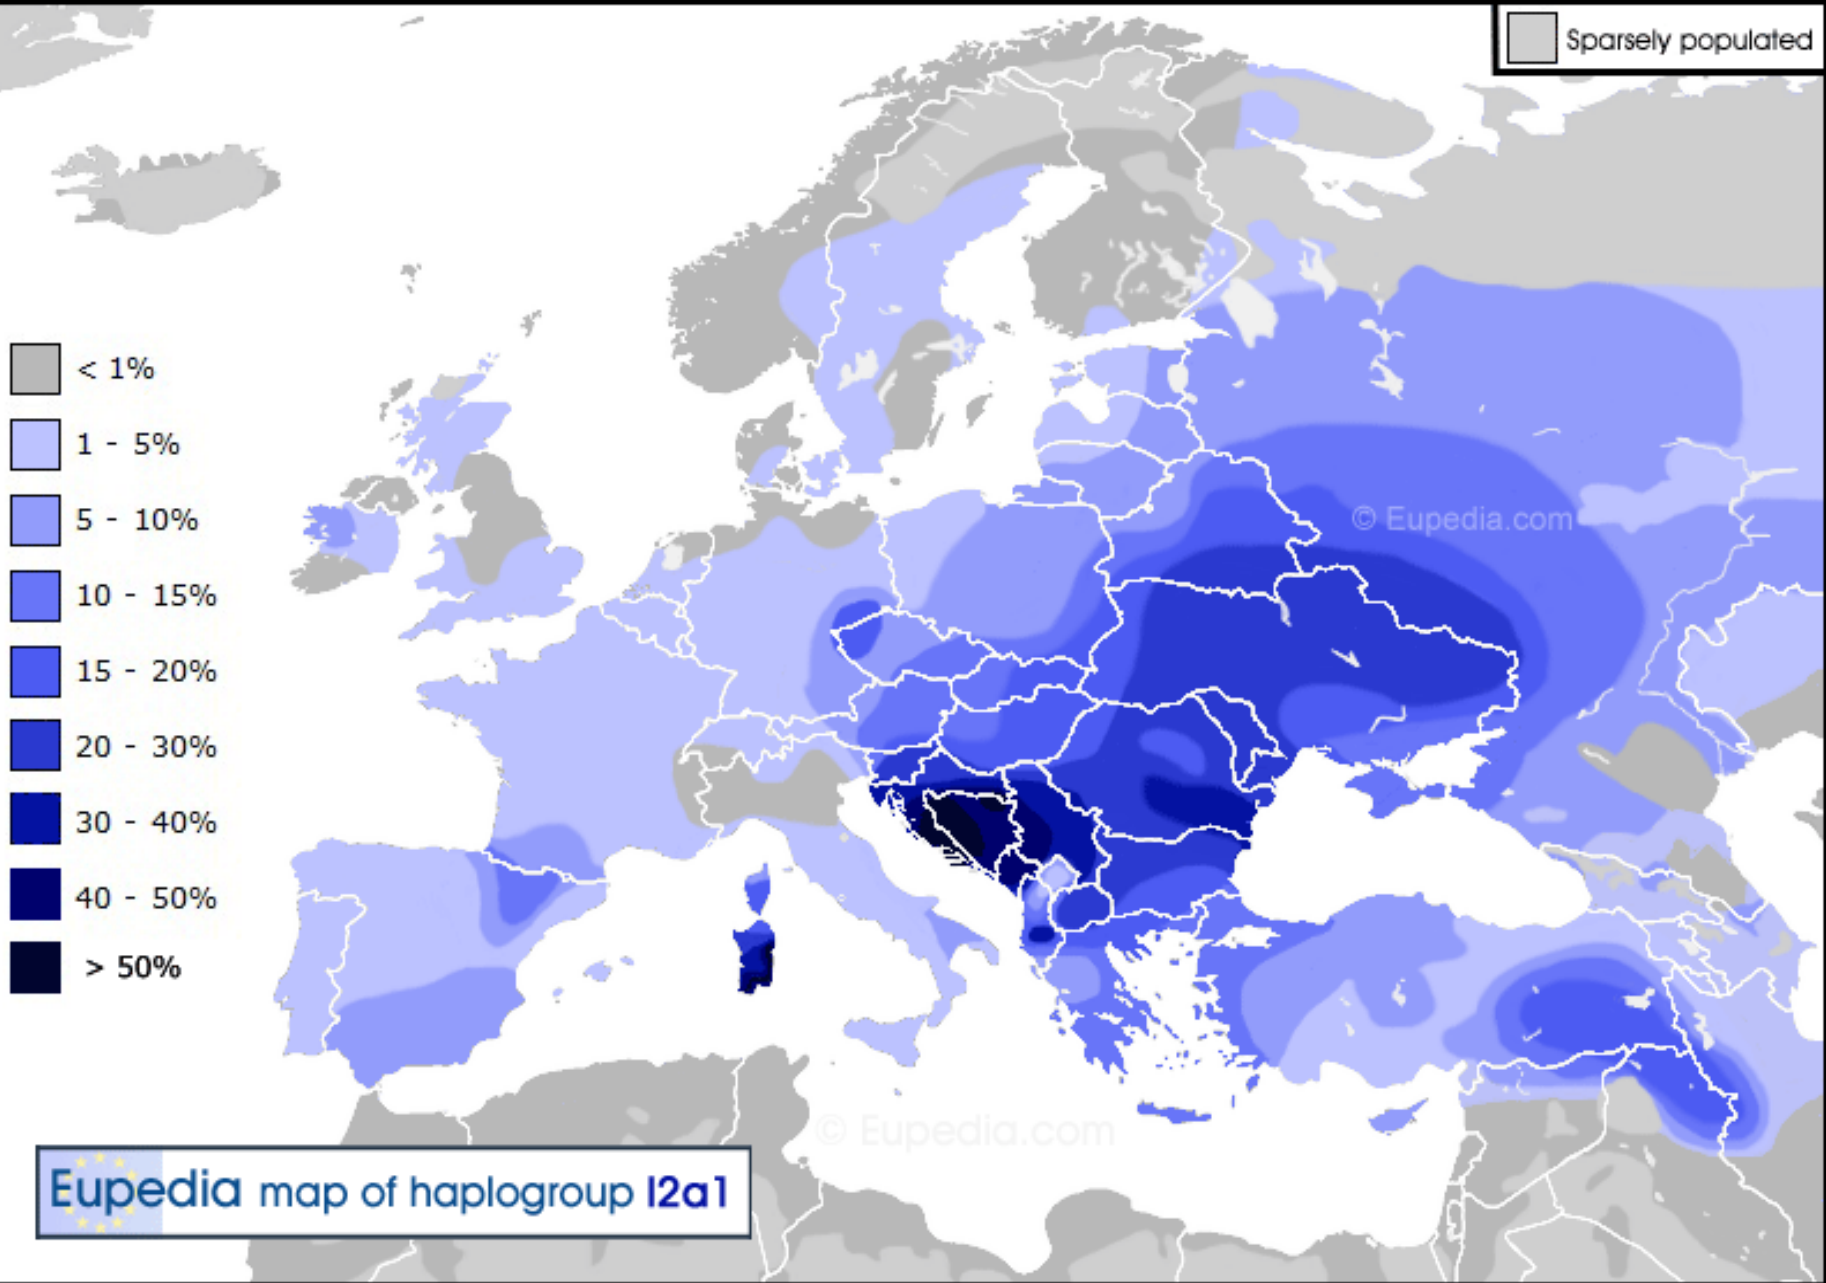 Sparsely populated
< 1%
1 - 5%
5 - 10%
10 - 15%
15 - 20%
20 - 30%
30 - 40%
40 - 50%
> 50%
© Eupedia.com
© Eupedia.com
Eupedia map of haplogroup I2a1